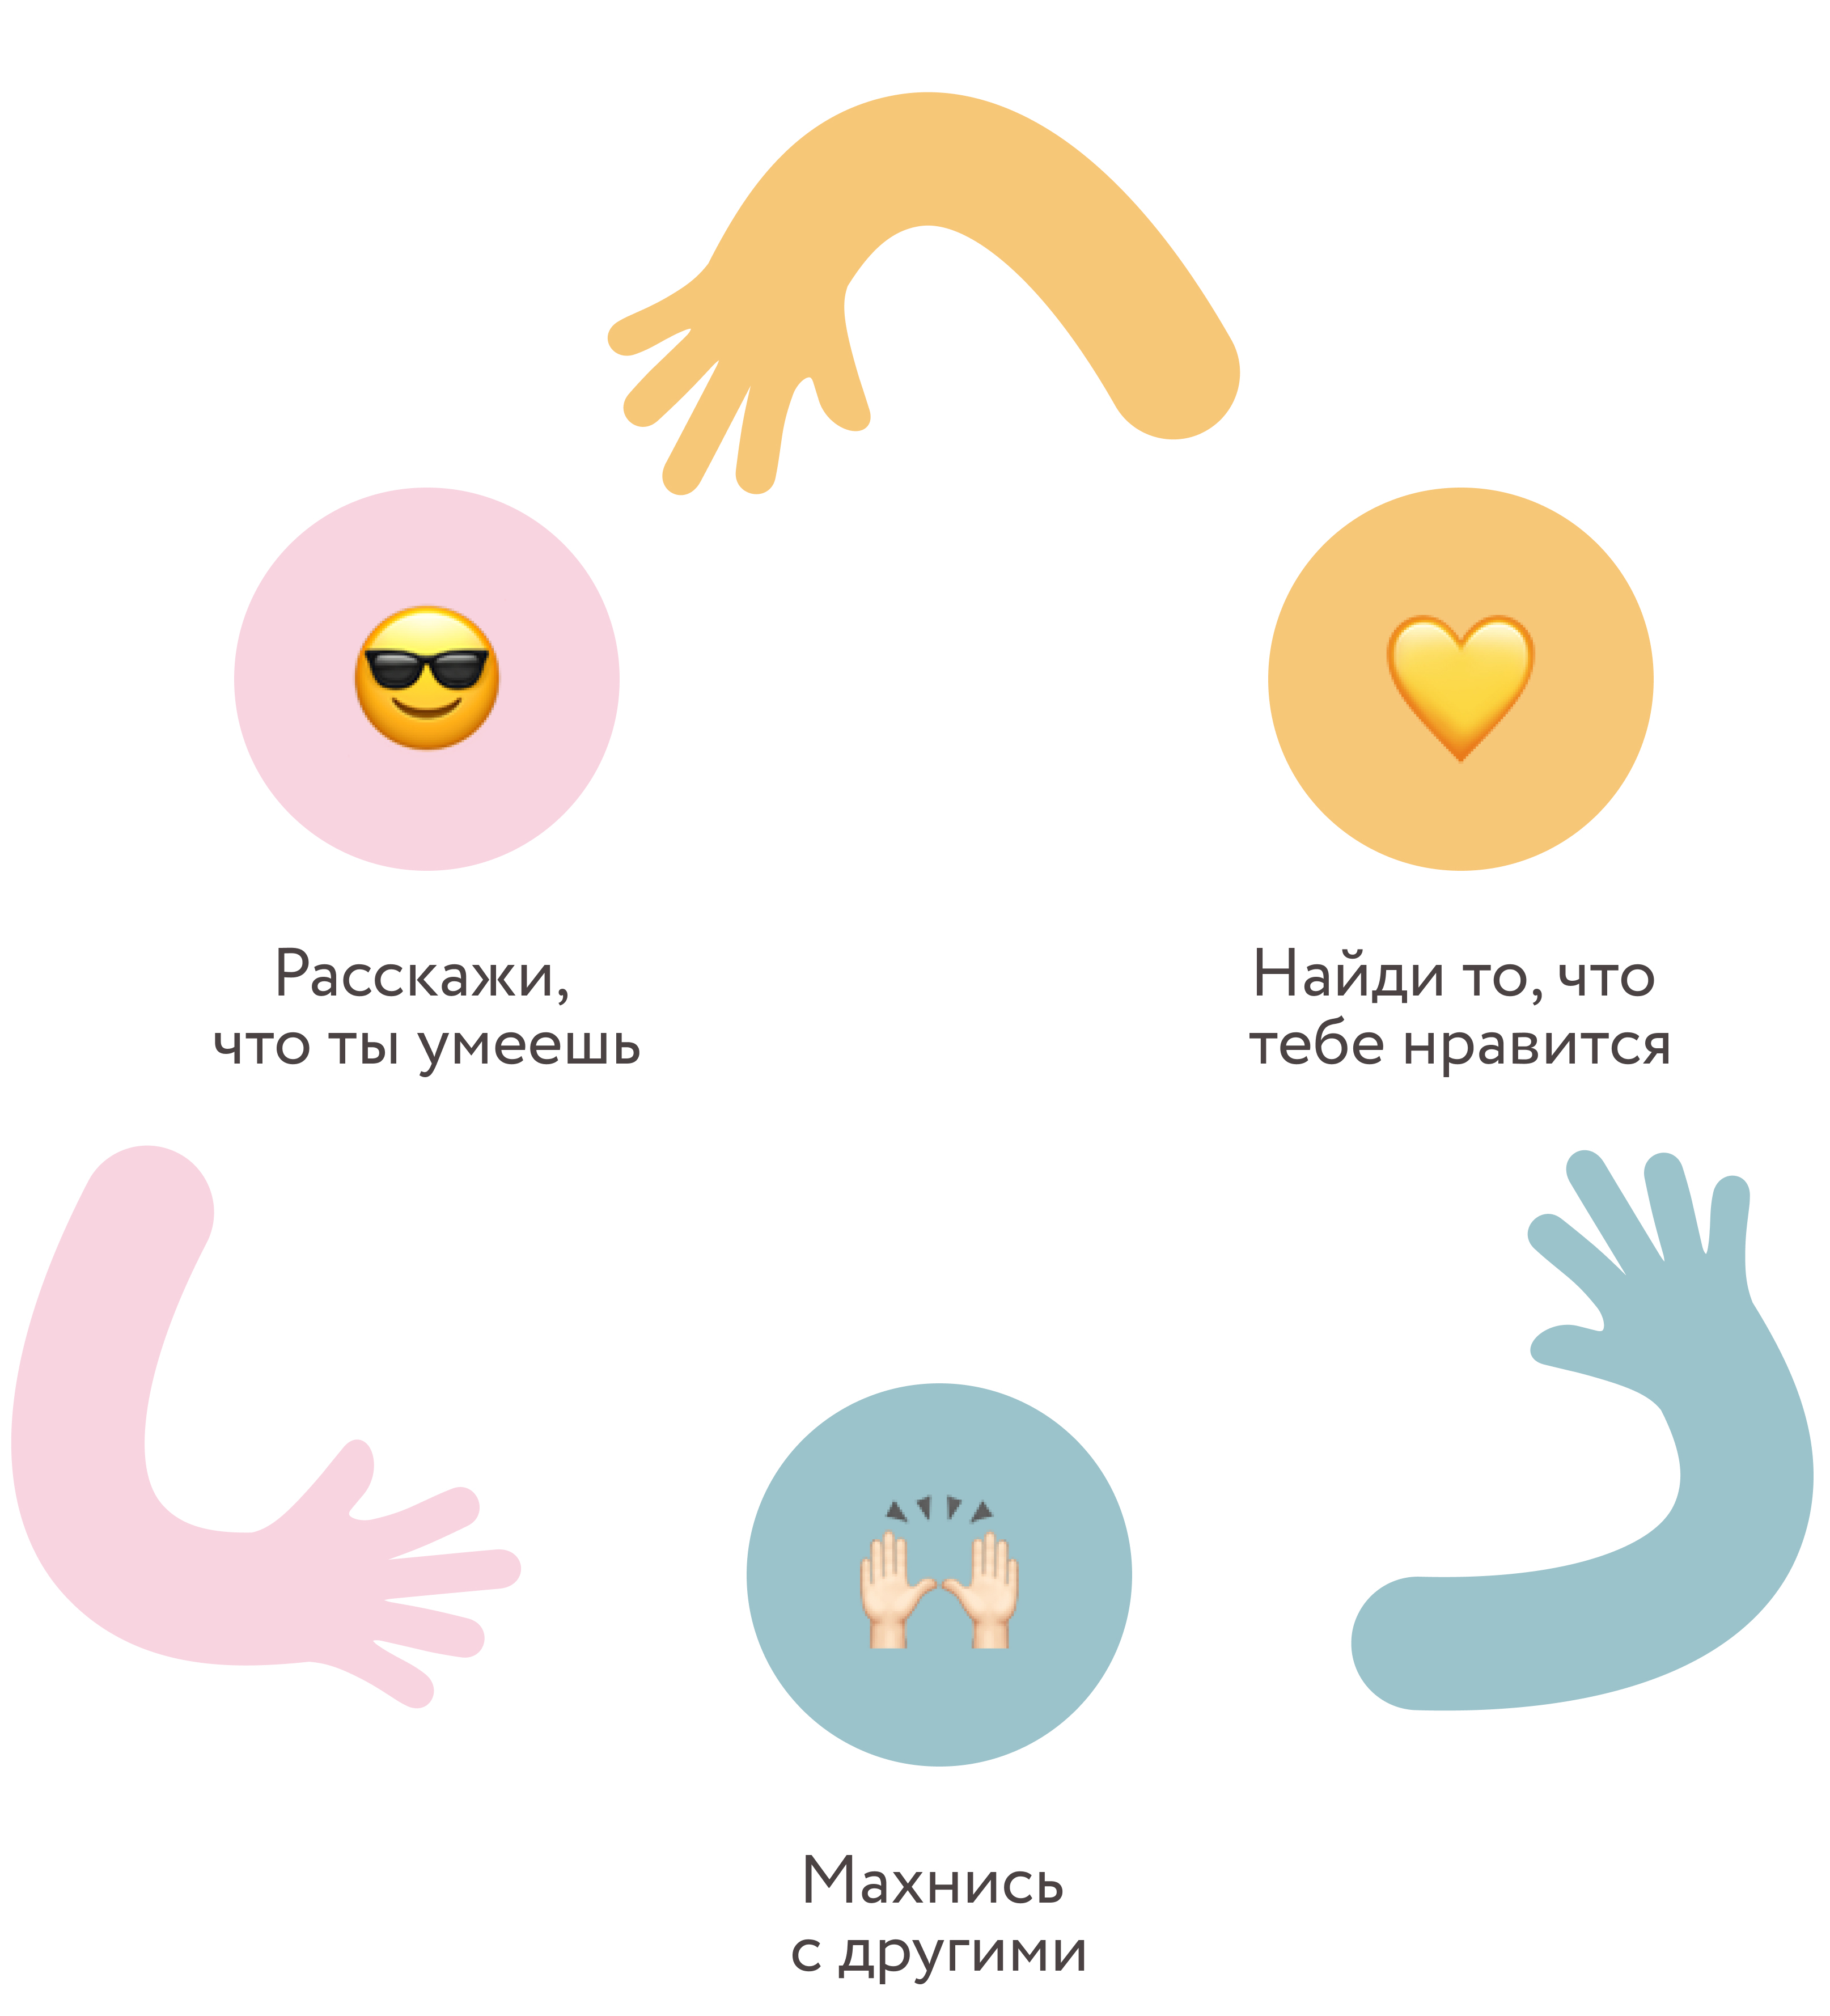 Расскажи,
что ты умеешь
Найди то, что
тебе нравится
Махнись
с другими